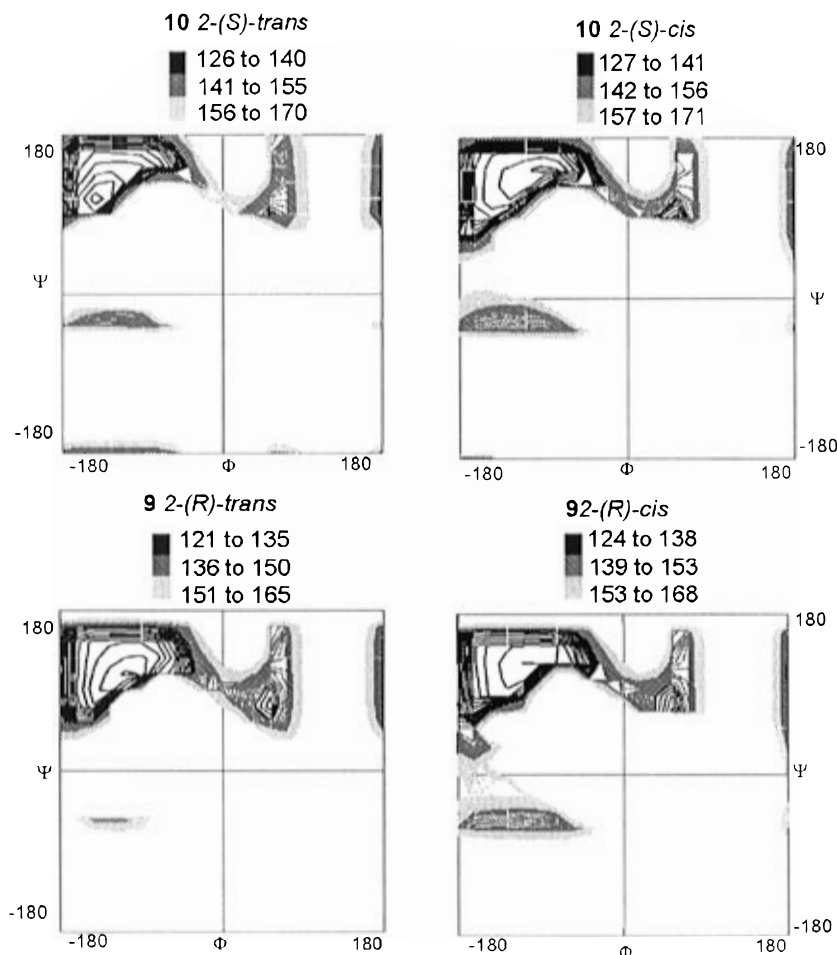 10 2-(S)-trans
126 to 140
141 to 155
156 to 170
180
Ψ
-180
-180
Φ
180
10 2-(S)-cis
127 to 141
142 to 156
157 to 171
180
Ψ
-180
-180
Φ
180
9 2-(R)-trans
121 to 135
136 to 150
151 to 165
180
Ψ
-180
-180
Φ
180
92-(R)-cis
124 to 138
139 to 153
153 to 168
180
Ψ
-180
-180
Φ
180